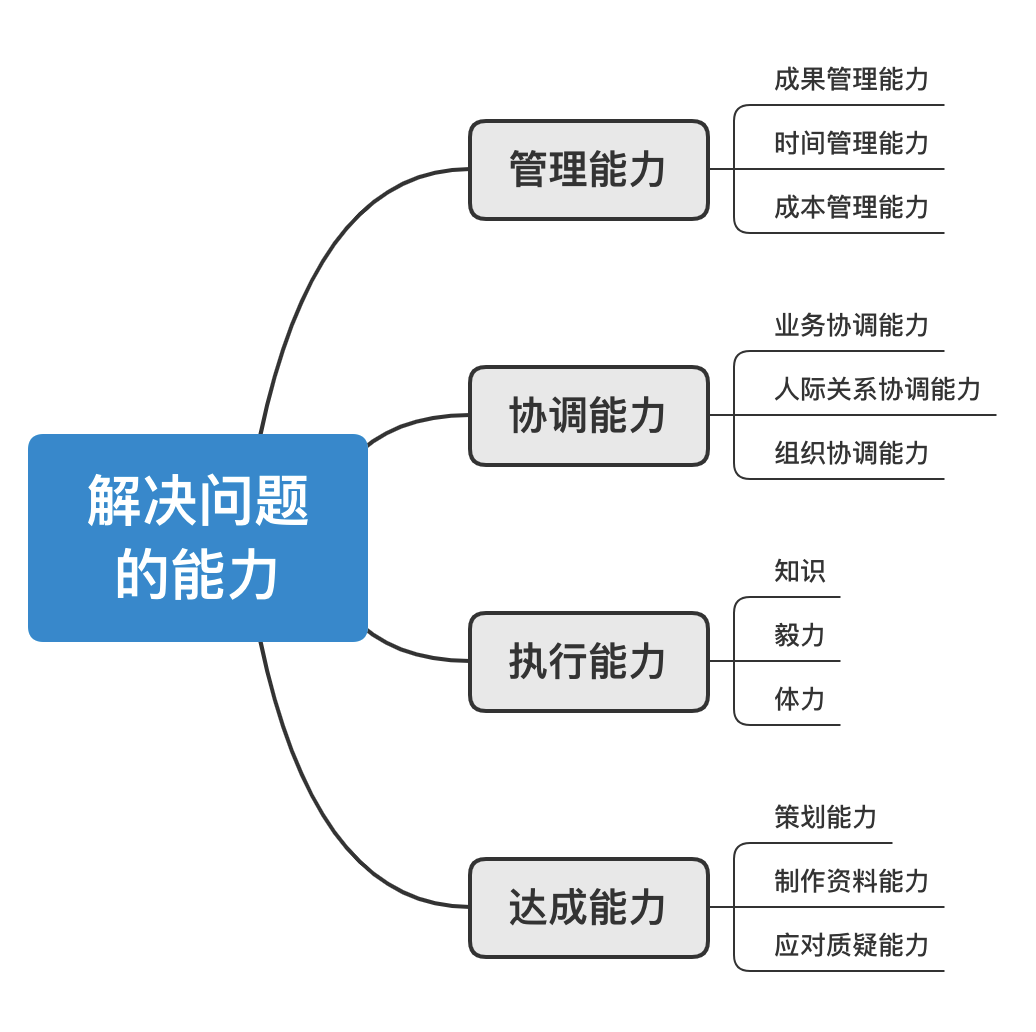 解决问题
的能力
管理能力
成果管理能力
时间管理能力
成本管理能力
协调能力
业务协调能力
人际关系协调能力
组织协调能力
执行能力
知识
毅力
体力
达成能力
策划能力
制作资料能力
应对质疑能力